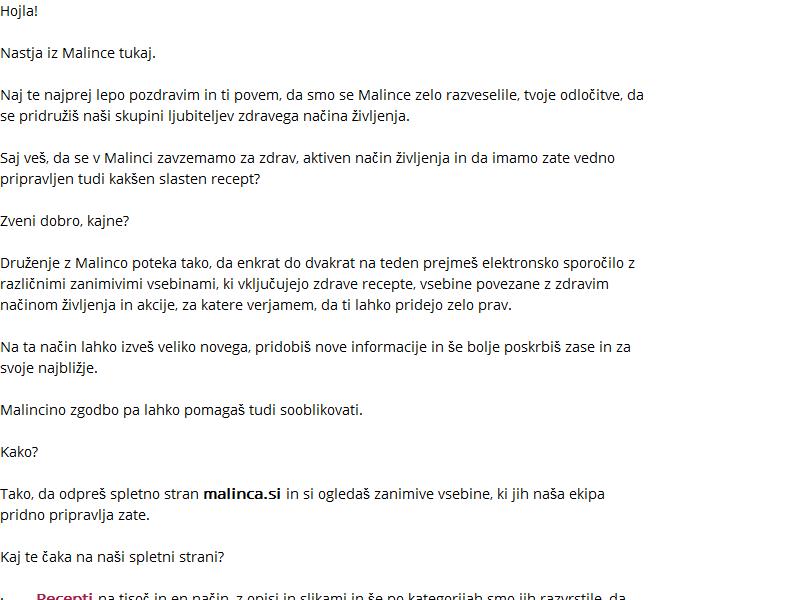 Hojla!
Nastja iz Malince tukaj.
Naj te najprej lepo pozdravim in ti povem, da smo se Malince zelo razveselile, tvoje odločitve, da
se pridružiš naši skupini ljubiteljev zdravega načina življenja.
Saj veš, da se v Malinci zavzemamo za zdrav, aktiven način življenja in da imamo zate vedno
pripravljen tudi kakšen slasten recept?
Zveni dobro, kajne?
Druženje z Malinco poteka tako, da enkrat do dvakrat na teden prejmeš elektronsko sporočilo z
različnimi zanimivimi vsebinami, ki vključujejo zdrave recepte, vsebine povezane z zdravim
načinom življenja in akcije, za katere verjamem, da ti lahko pridejo zelo prav.
Na ta način lahko izveš veliko novega, pridobiš nove informacije in še bolje poskrbiš zase in za
svoje najbližje.
Malincino zgodbo pa lahko pomagaš tudi sooblikovati.
Kako?
Tako, da odpreš spletno stran malinca.si in si ogledaš zanimive vsebine, ki jih naša ekipa
pridno pripravlja zate.
Kaj te čaka na naši spletni strani?
· Recepti na tisoč in en način, z opisi in slikami in še po kategorijah smo jih razvrstile, da